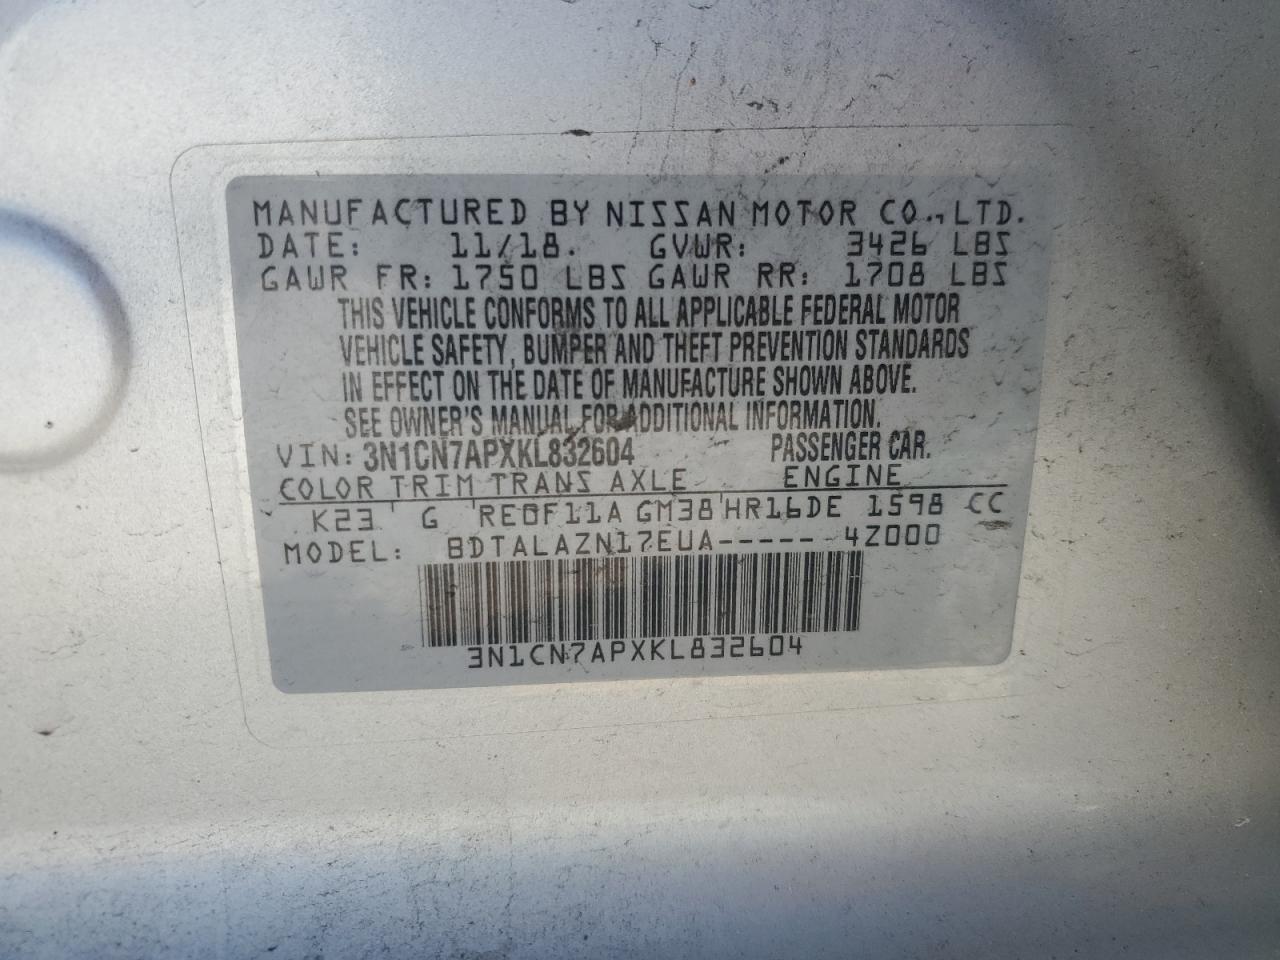 MANUFACTURED BY NISSAN MOTOR CO., LTD.
DATE: 11/18. GVWR: 3426 LBS
GAWR FR: 1750 LBS GAWR RR: 1708 LBS
THIS VEHICLE CONFORMS TO ALL APPLICABLE FEDERAL MOTOR
VEHICLE SAFETY, BUMPER AND THEFT PREVENTION STANDARDS
IN EFFECT ON THE DATE OF MANUFACTURE SHOWN ABOVE.
SEE OWNER'S MANUAL FOR ADDITIONAL INFORMATION.
VIN: 3N1CN7APXKL832604 PASSENGER CAR.
COLOR TRIM TRANS AXLE ENGINE
K23 G RE0F11A GM38 HR16DE 1598 CC
MODEL: BDTALAZN17EUA-----4Z000
3N1CN7APXKL832604